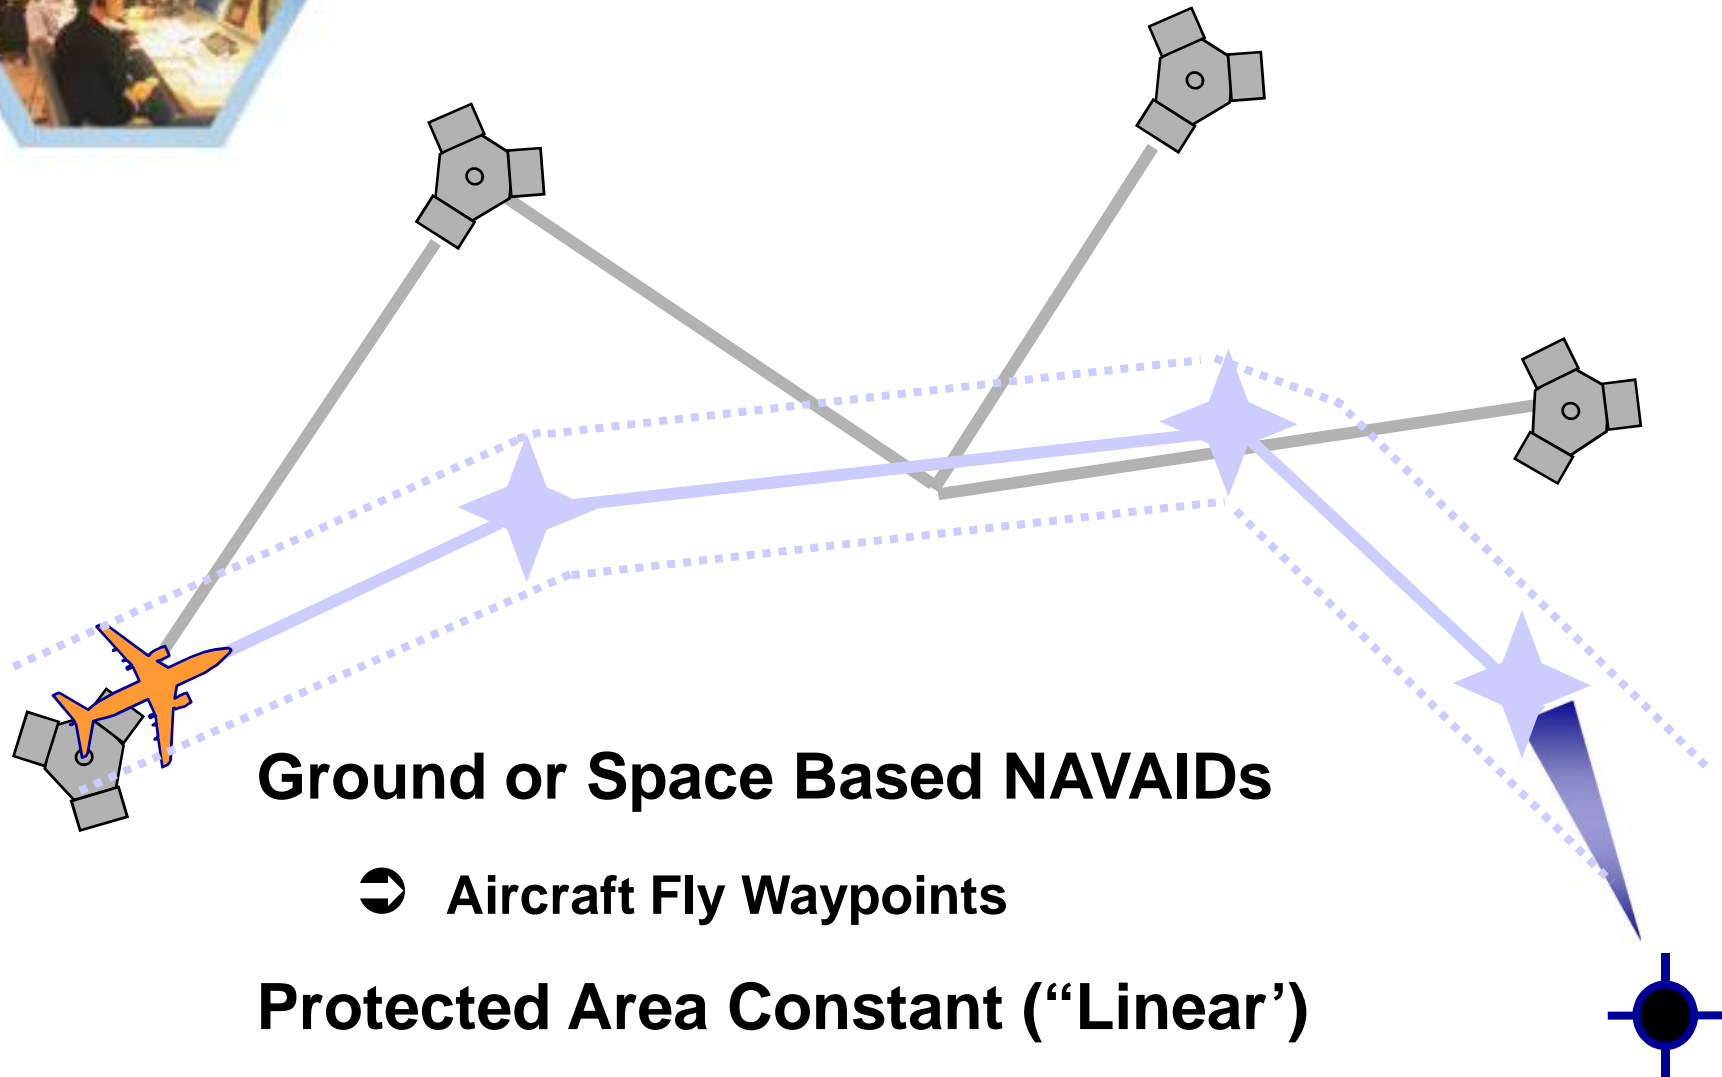 Ground or Space Based NAVAIDs
➲ Aircraft Fly Waypoints
Protected Area Constant (“Linear’)